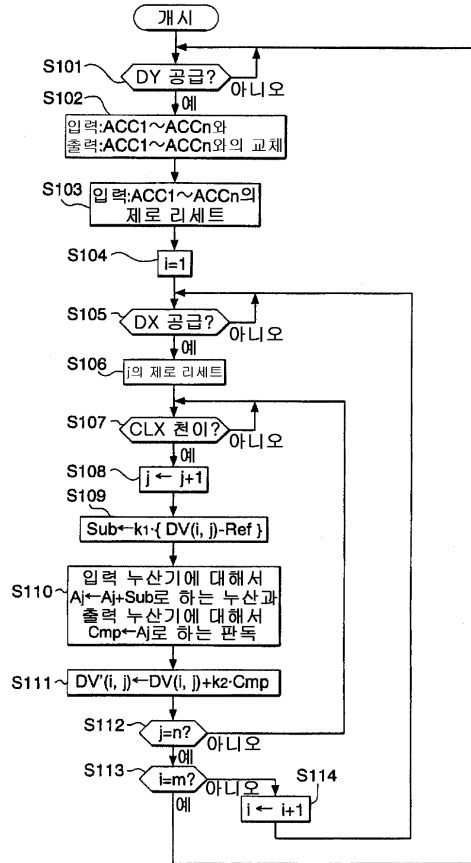 개시
S101
DY 공급?
아니오
예
S102
입력:ACC1～ACCn와
출력:ACC1～ACCn와의 교체
S103
입력:ACC1～ACCn의
제로 리세트
S104
i=1
S105
DX 공급?
아니오
예
S106
j의 제로 리세트
S107
CLX 천이?
아니오
예
S108
j ← j+1
S109
Sub←k1·{ DV(i, j)-Ref }
S110
입력 누산기에 대해서
Aj←Aj+Sub로 하는 누산과
출력 누산기에 대해서
Cmp←Aj로 하는 판독
S111
DV'(i, j)←DV(i, j)+k2·Cmp
S112
j=n?
아니오
예
S113
i=m?
아니오
예
S114
i ← i+1